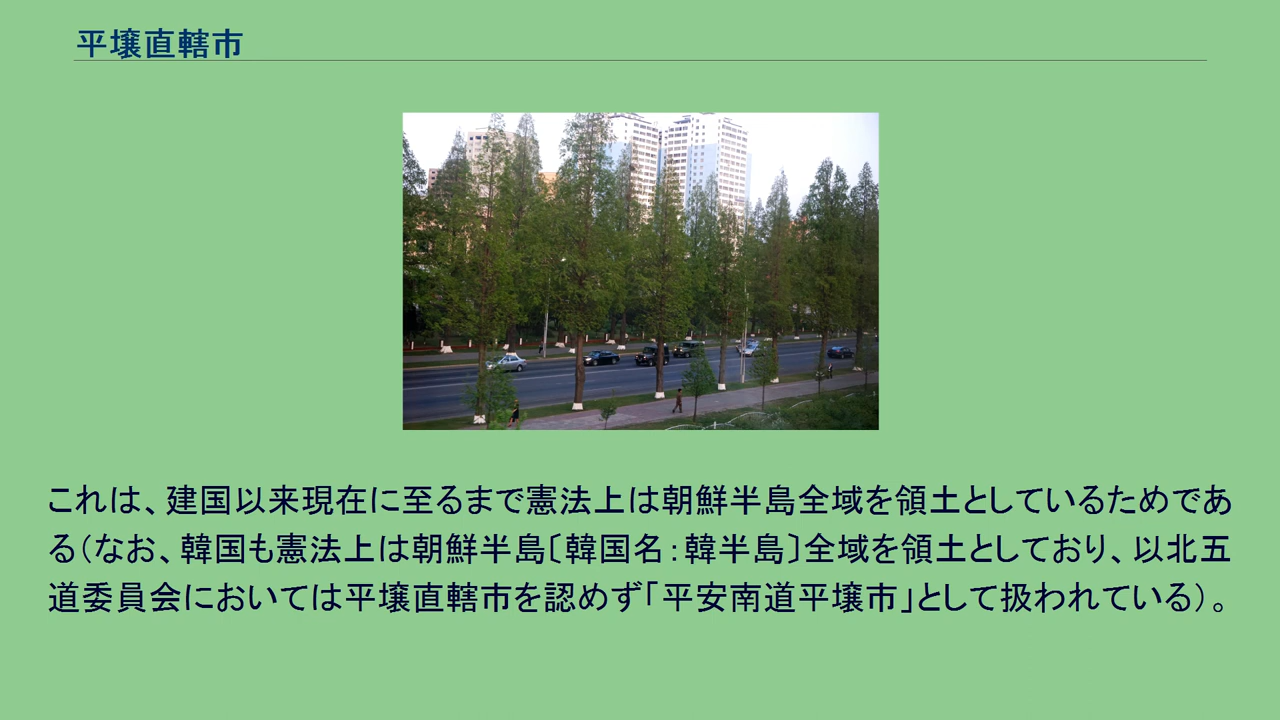 平壌直轄市
これは、建国以来現在に至るまで憲法上は朝鮮半島全域を領土としているためであ
る（なお、韓国も憲法上は朝鮮半島〔韓国名：韓半島〕全域を領土としており、以北五
道委員会においては平壌直轄市を認めず「平安南道平壌市」として扱われている）。